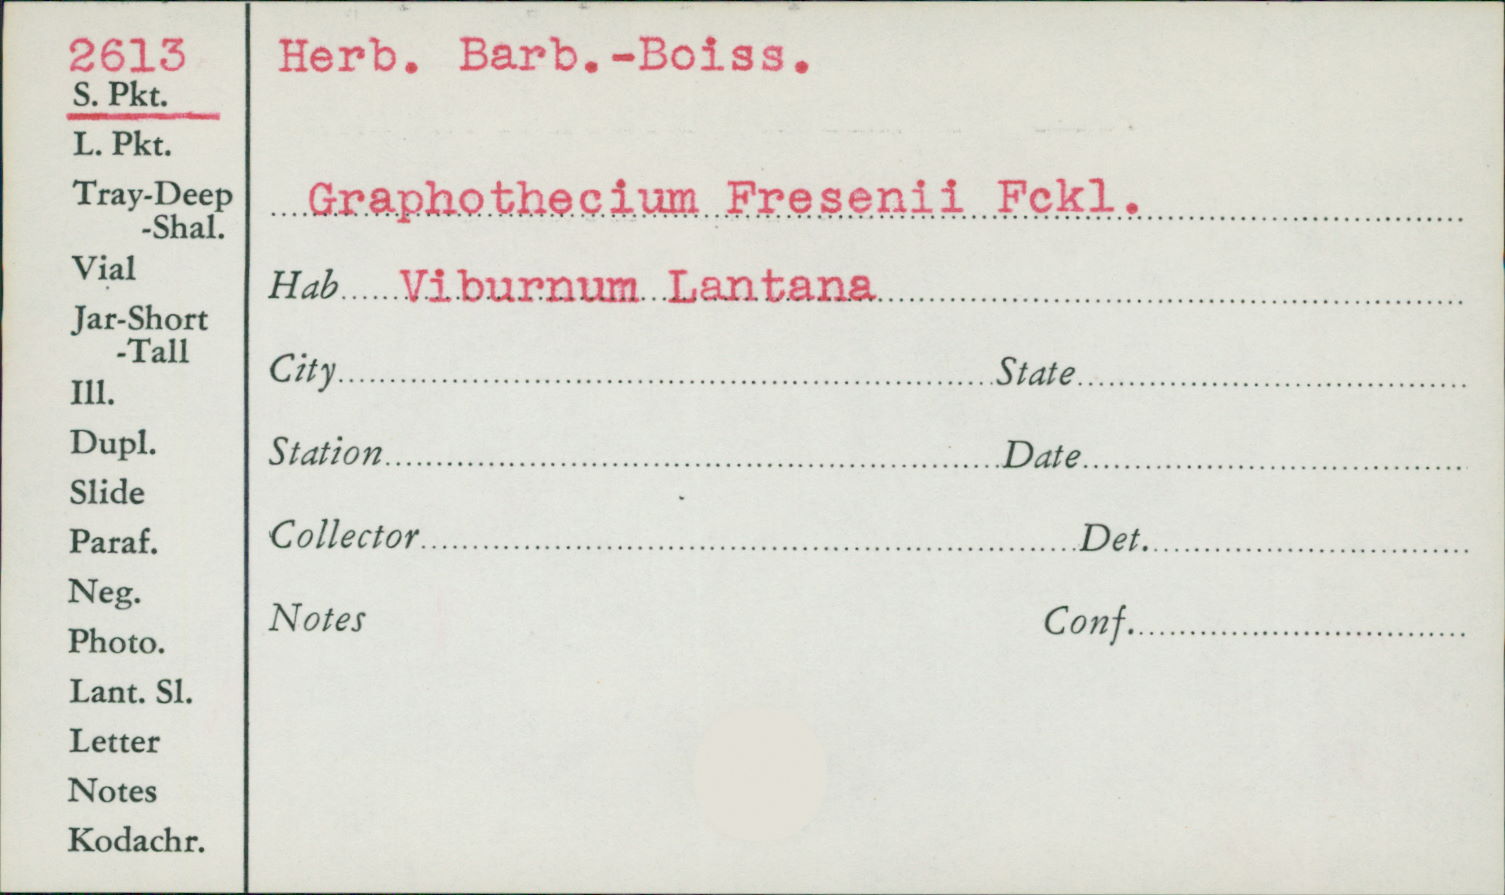 2613
S. Pkt.
L. Pkt.
Tray-Deep
-Shal.
Vial
Jar-Short
-Tall
Ill.
Dupl.
Slide
Paraf.
Neg.
Photo.
Lant. Sl.
Letter
Notes
Kodachr.
Herb. Barb.-Boiss.
Graphothecium Fresenii Fckl.
Hab Viburnum Lantana
City State
Station Date
Collector Det.
Notes Conf.